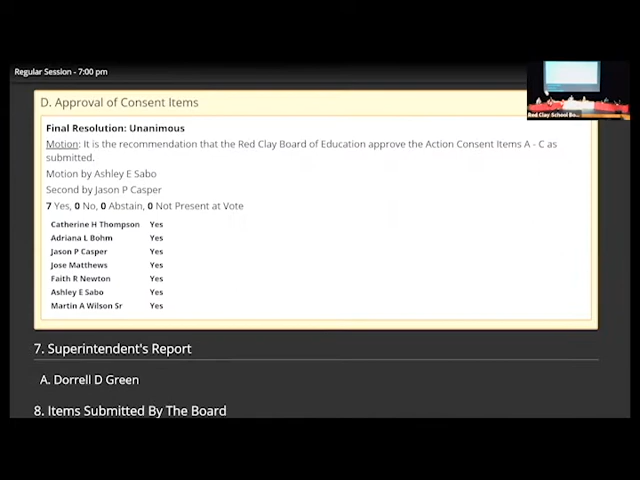 Regular Session - 7:00 pm
D. Approval of Consent Items
Final Resolution: Unanimous
Motion: It is the recommendation that the Red Clay Board of Education approve the Action Consent Items A - C as
submitted.
Motion by Ashley E Sabo
Second by Jason P Casper
7 Yes, 0 No, 0 Abstain, 0 Not Present at Vote
Catherine H Thompson Yes
Adriana L Bohm Yes
Jason P Casper Yes
Jose Matthews Yes
Faith R Newton Yes
Ashley E Sabo Yes
Martin A Wilson Sr Yes
7. Superintendent's Report
A. Dorrell D Green
8. Items Submitted By The Board
Red Clay School Bo...